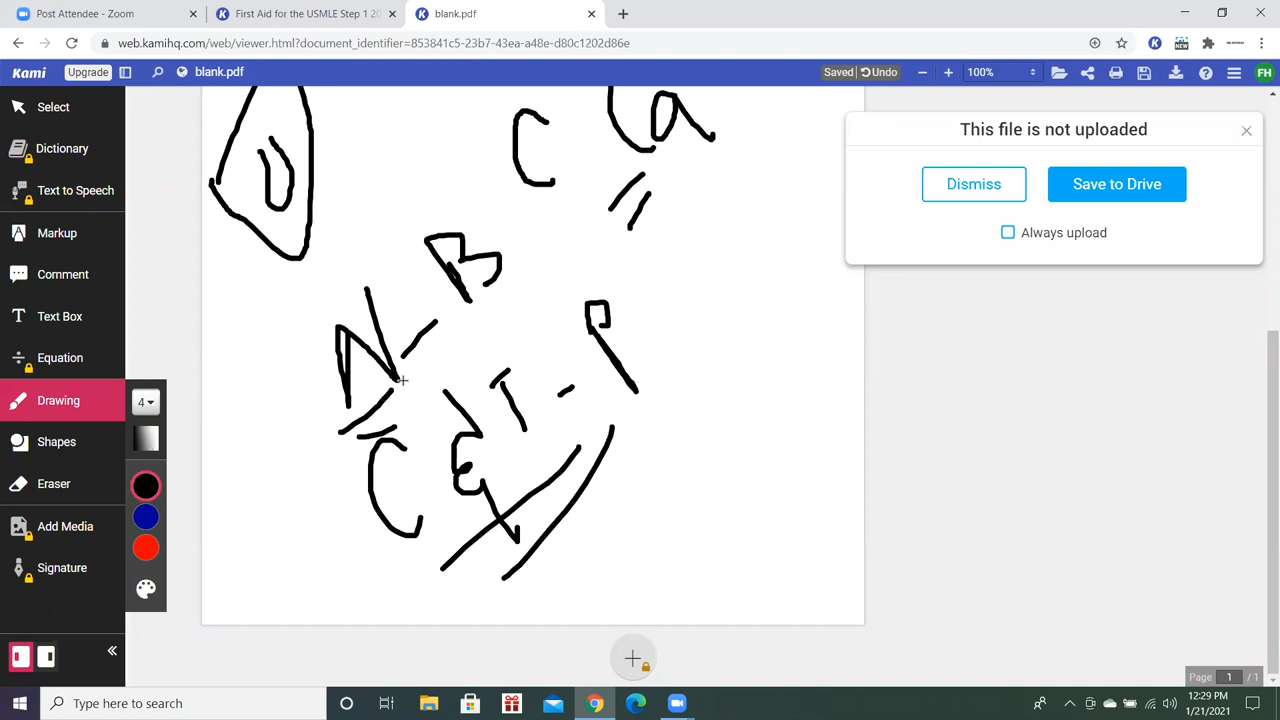 Post Attendee - Zoom
First Aid for the USMLE Step 1 20
blank.pdf
web.kamihq.com/web/viewer.html?document_identifier=853841c5-23b7-43ea-a48e-d80c1202d86e
Kami
Upgrade
blank.pdf
Saved
Undo
100%
FH
Select
Dictionary
Text to Speech
Markup
Comment
Text Box
Equation
Drawing
4
Shapes
Eraser
Add Media
Signature
This file is not uploaded
Dismiss
Save to Drive
Always upload
D
C
Ca
B
N
T
C
Page 1 / 1
Type here to search
12:29 PM
1/21/2021